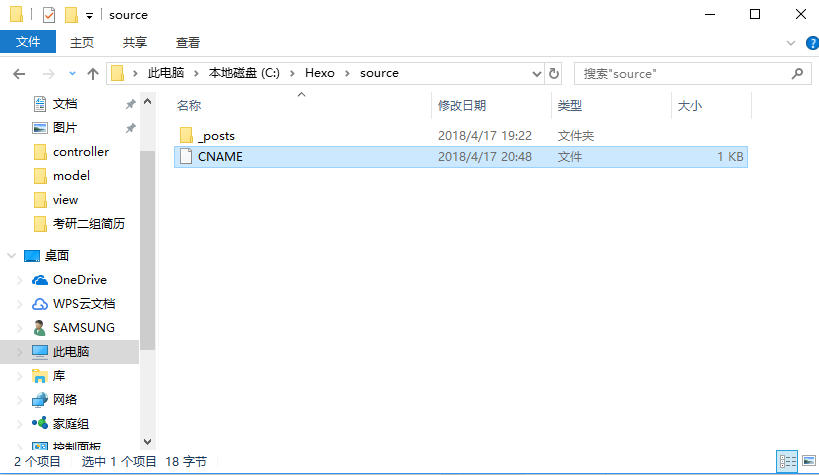 source
文件 主页 共享 查看
此电脑 本地磁盘 (C:) Hexo source 搜索"source"
名称 修改日期 类型 大小
_posts 2018/4/17 19:22 文件夹
CNAME 2018/4/17 20:48 文件 1 KB
文档
图片
controller
model
view
考研二组简历
桌面
OneDrive
WPS云文档
SAMSUNG
此电脑
库
网络
家庭组
控制面板
2 个项目 选中 1 个项目 18 字节